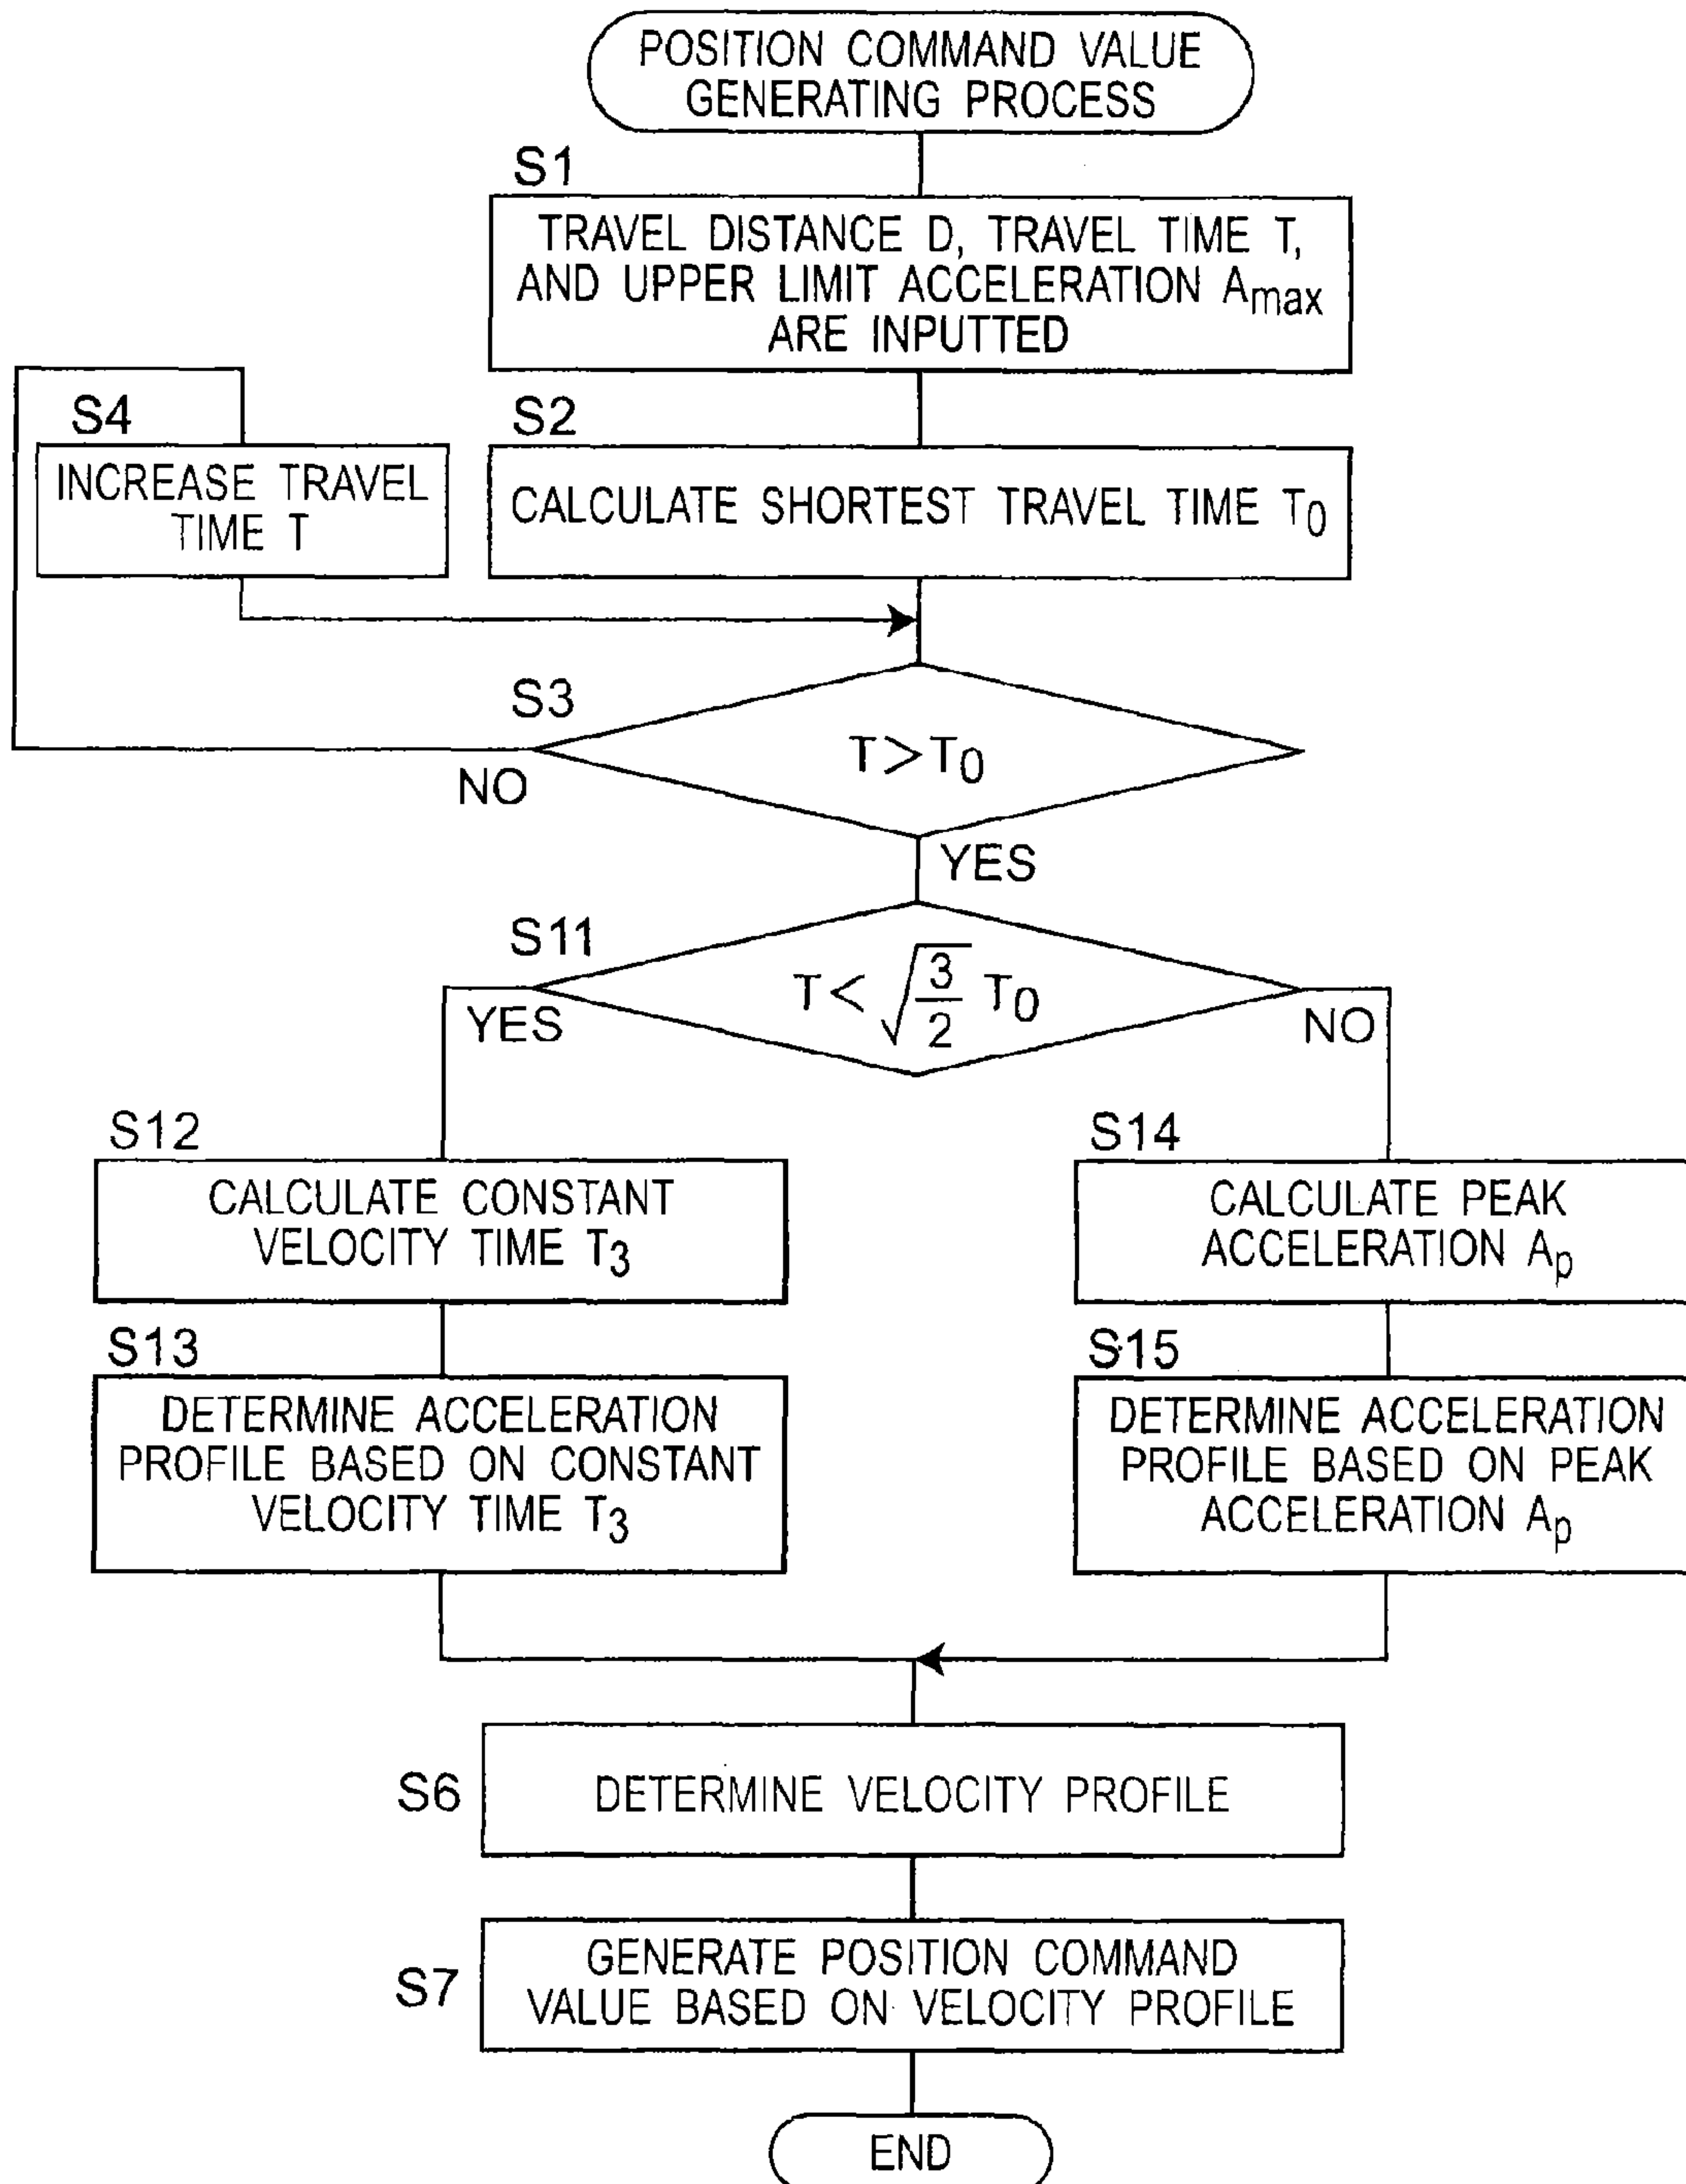 POSITION COMMAND VALUE
GENERATING PROCESS
S1
TRAVEL DISTANCE D, TRAVEL TIME T,
AND UPPER LIMIT ACCELERATION Amax
ARE INPUTTED
S4
INCREASE TRAVEL
TIME T
S2
CALCULATE SHORTEST TRAVEL TIME T0
S3
T>T0
NO
YES
S11
T< √(3/2) T0
YES
NO
S12
CALCULATE CONSTANT
VELOCITY TIME T3
S14
CALCULATE PEAK
ACCELERATION Ap
S13
DETERMINE ACCELERATION
PROFILE BASED ON CONSTANT
VELOCITY TIME T3
S15
DETERMINE ACCELERATION
PROFILE BASED ON PEAK
ACCELERATION Ap
S6
DETERMINE VELOCITY PROFILE
S7
GENERATE POSITION COMMAND
VALUE BASED ON VELOCITY PROFILE
END